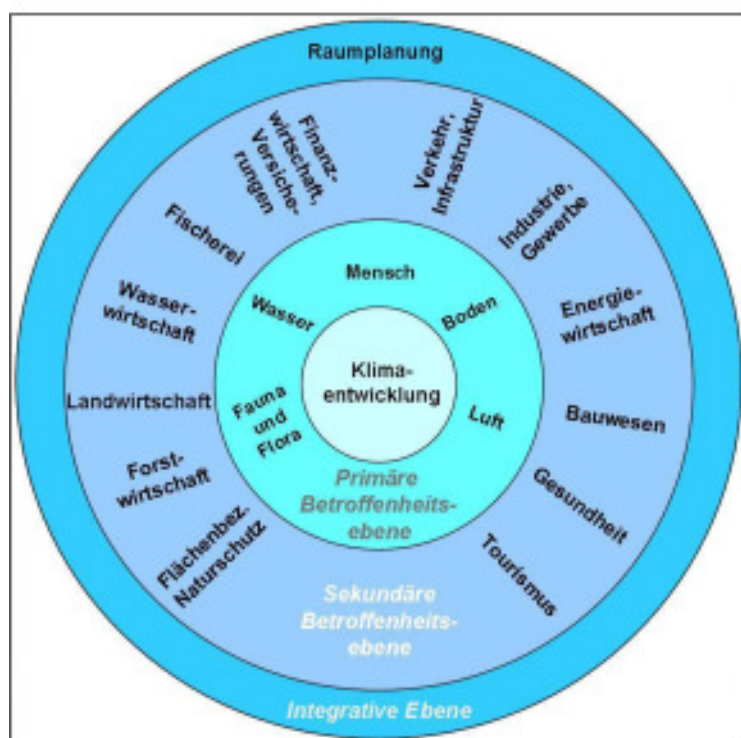 Raumplanung
Finanz-
wirtschaft,
Versiche-
rungen
Verkehr,
Infrastruktur
Industrie,
Gewerbe
Fischerei
Mensch
Wasser
Boden
Wasser-
wirtschaft
Energie-
wirtschaft
Klima-
entwicklung
Landwirtschaft
Fauna
und
Flora
Luft
Bauwesen
Forst-
wirtschaft
Primäre
Betroffenheits-
ebene
Gesundheit
Flächenbez.
Naturschutz
Tourismus
Sekundäre
Betroffenheits-
ebene
Integrative Ebene